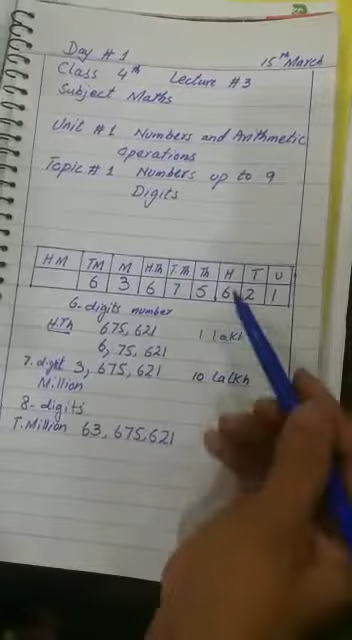 Day # 1
15th March
Class 4th Lecture #3
Subject Maths
Unit # 1 Numbers and Arithmetic
Operations
Topic # 1 Numbers up to 9
Digits
HM TM M H.Th T.Th Th H T U
6 3 6 7 5 6 2 1
6-digits number
H.Th 675,621 1 lakh
6,75,621
7.digit 3,675,621 10 lakh
Million
8-digits
T.Million 63,675,621